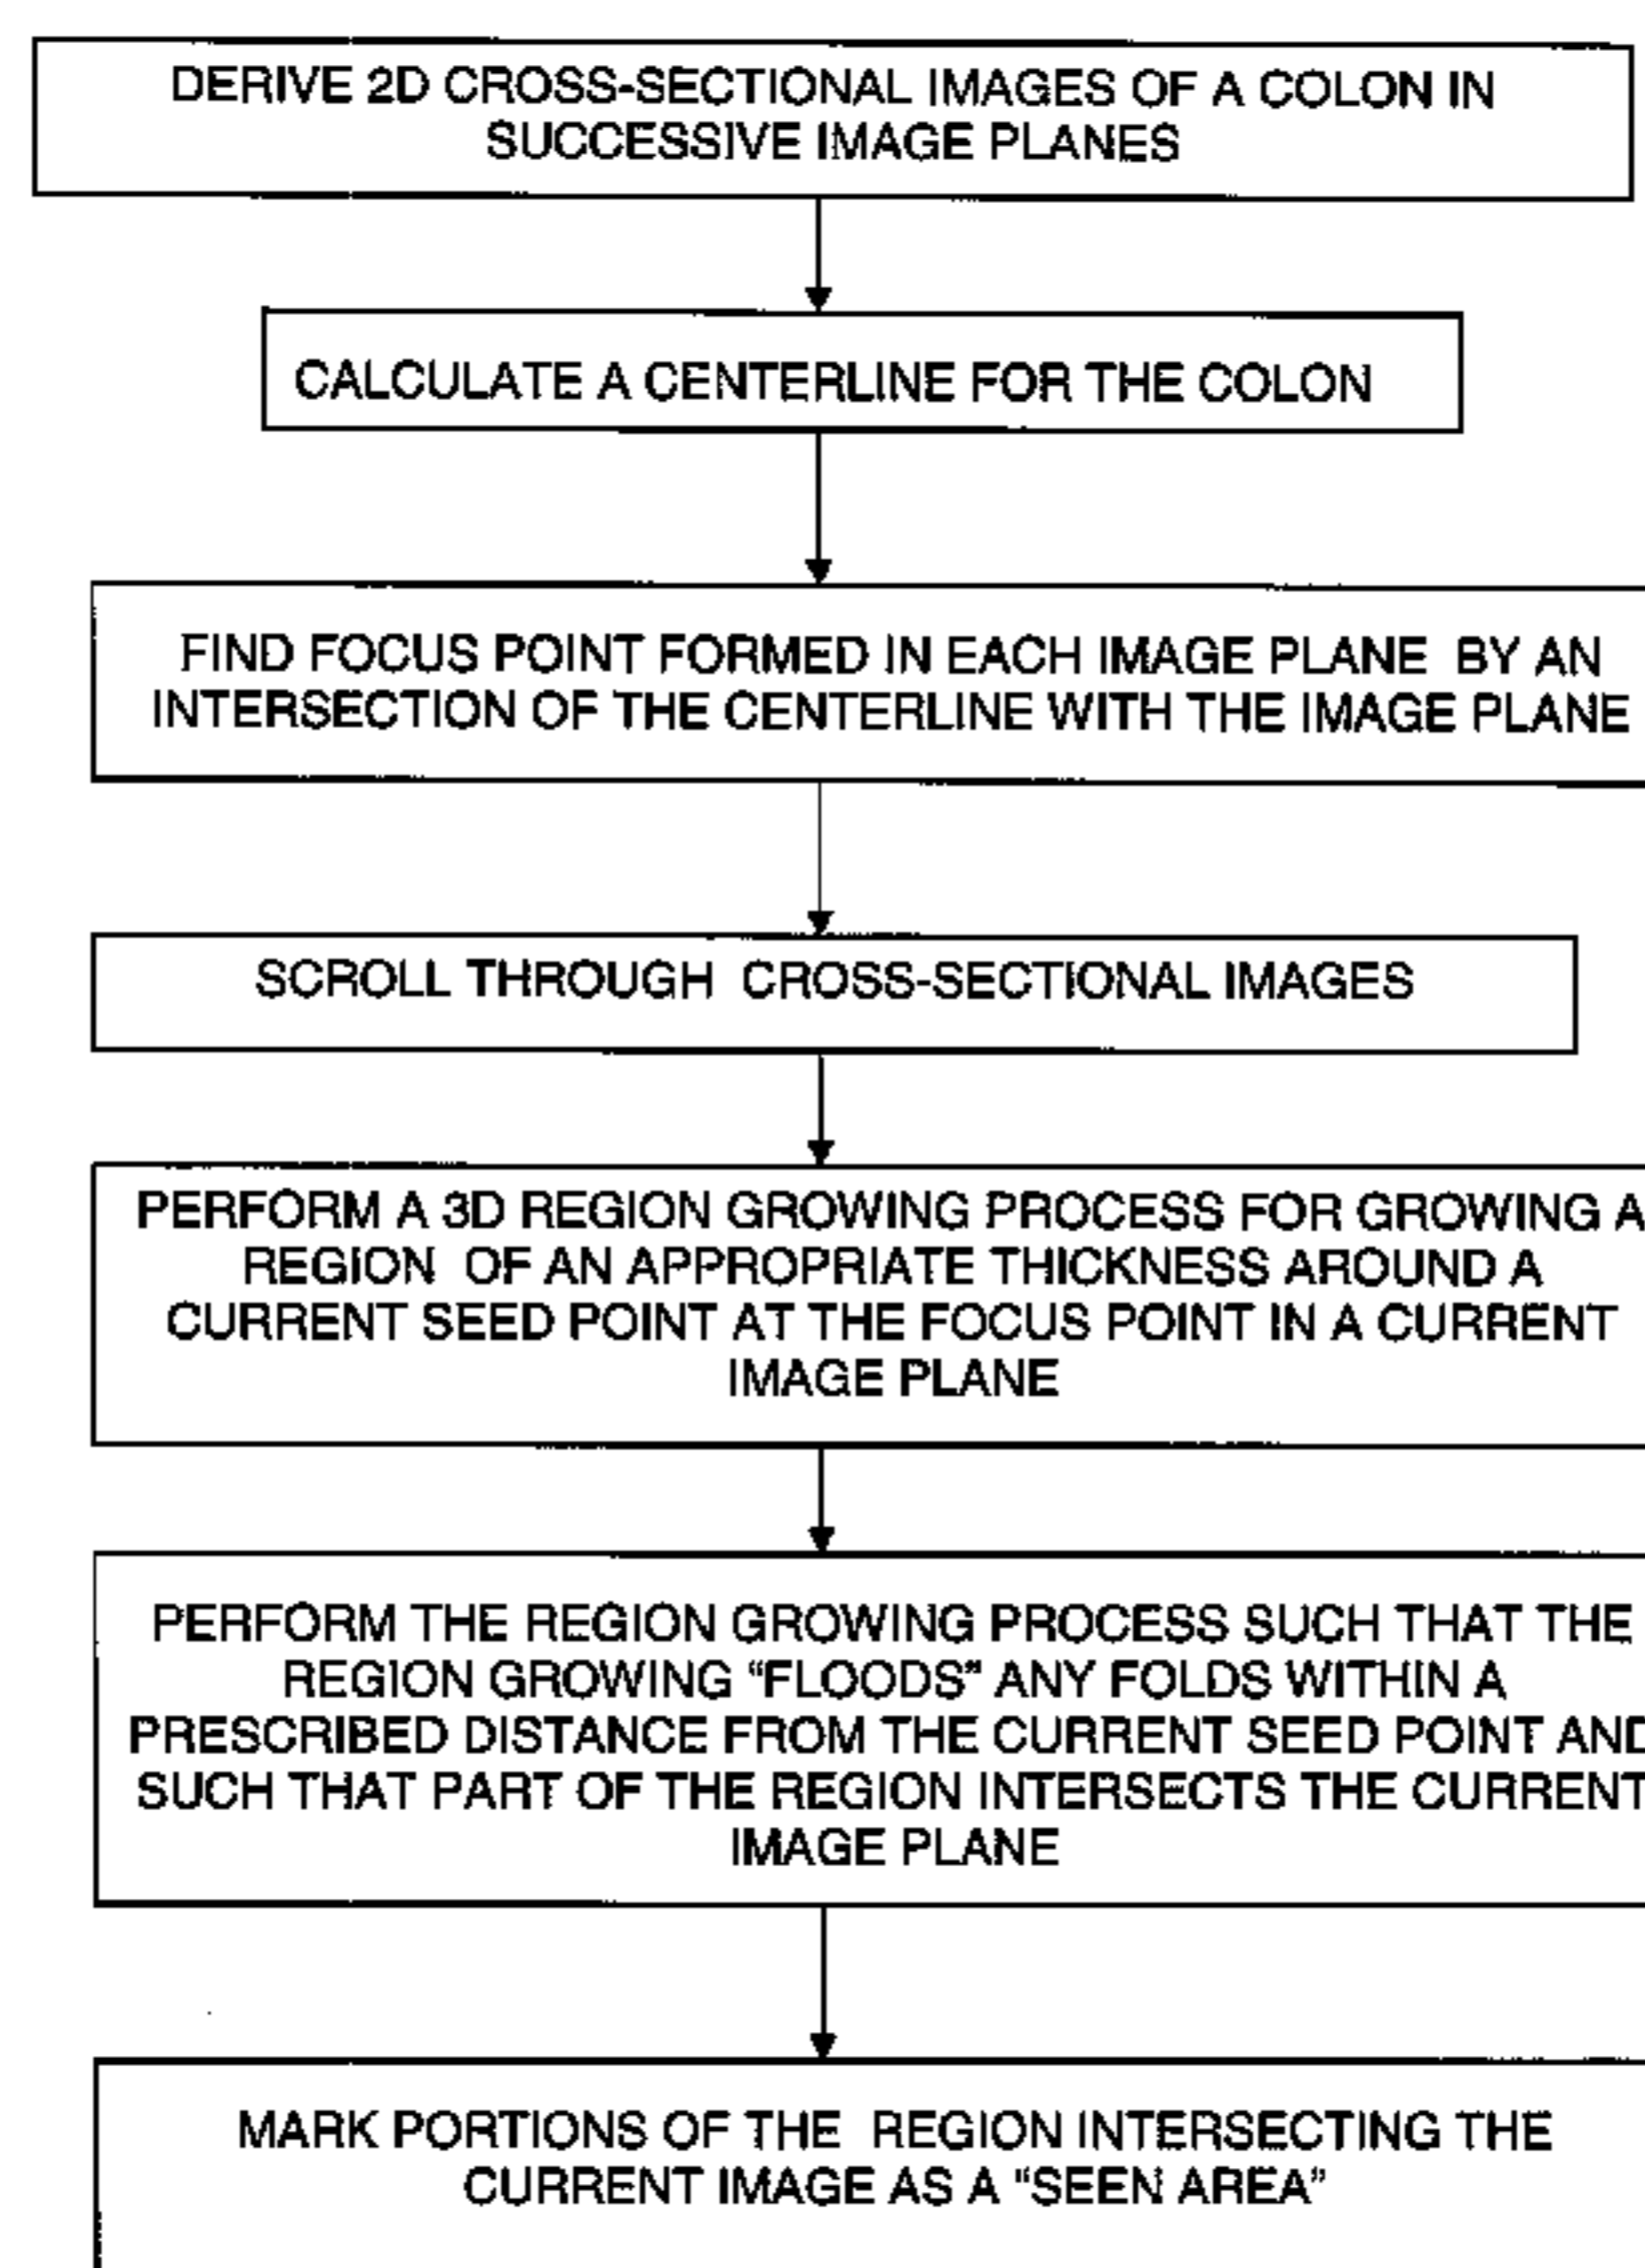 DERIVE 2D CROSS-SECTIONAL IMAGES OF A COLON IN
SUCCESSIVE IMAGE PLANES
CALCULATE A CENTERLINE FOR THE COLON
FIND FOCUS POINT FORMED IN EACH IMAGE PLANE BY AN
INTERSECTION OF THE CENTERLINE WITH THE IMAGE PLANE
SCROLL THROUGH CROSS-SECTIONAL IMAGES
PERFORM A 3D REGION GROWING PROCESS FOR GROWING A
REGION OF AN APPROPRIATE THICKNESS AROUND A
CURRENT SEED POINT AT THE FOCUS POINT IN A CURRENT
IMAGE PLANE
PERFORM THE REGION GROWING PROCESS SUCH THAT THE
REGION GROWING “FLOODS” ANY FOLDS WITHIN A
PRESCRIBED DISTANCE FROM THE CURRENT SEED POINT AND
SUCH THAT PART OF THE REGION INTERSECTS THE CURRENT
IMAGE PLANE
MARK PORTIONS OF THE REGION INTERSECTING THE
CURRENT IMAGE AS A “SEEN AREA”